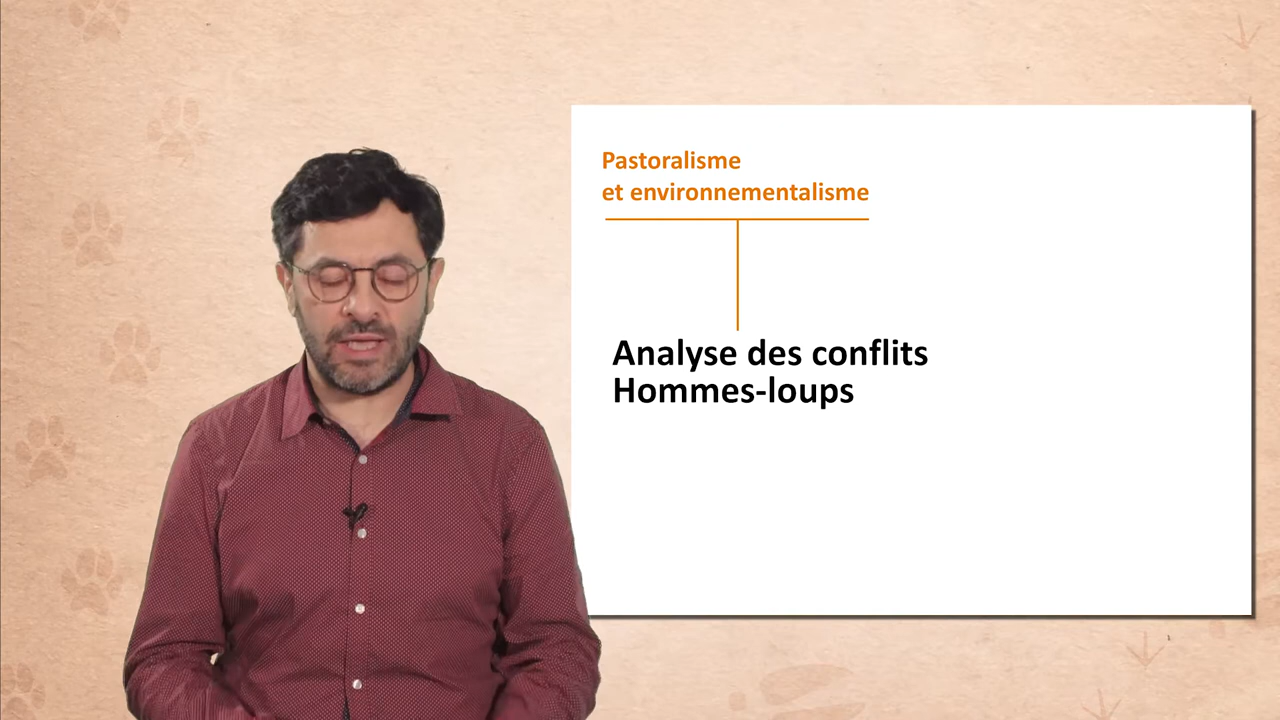 Pastoralisme
et environnementalisme
Analyse des conflits
Hommes-loups